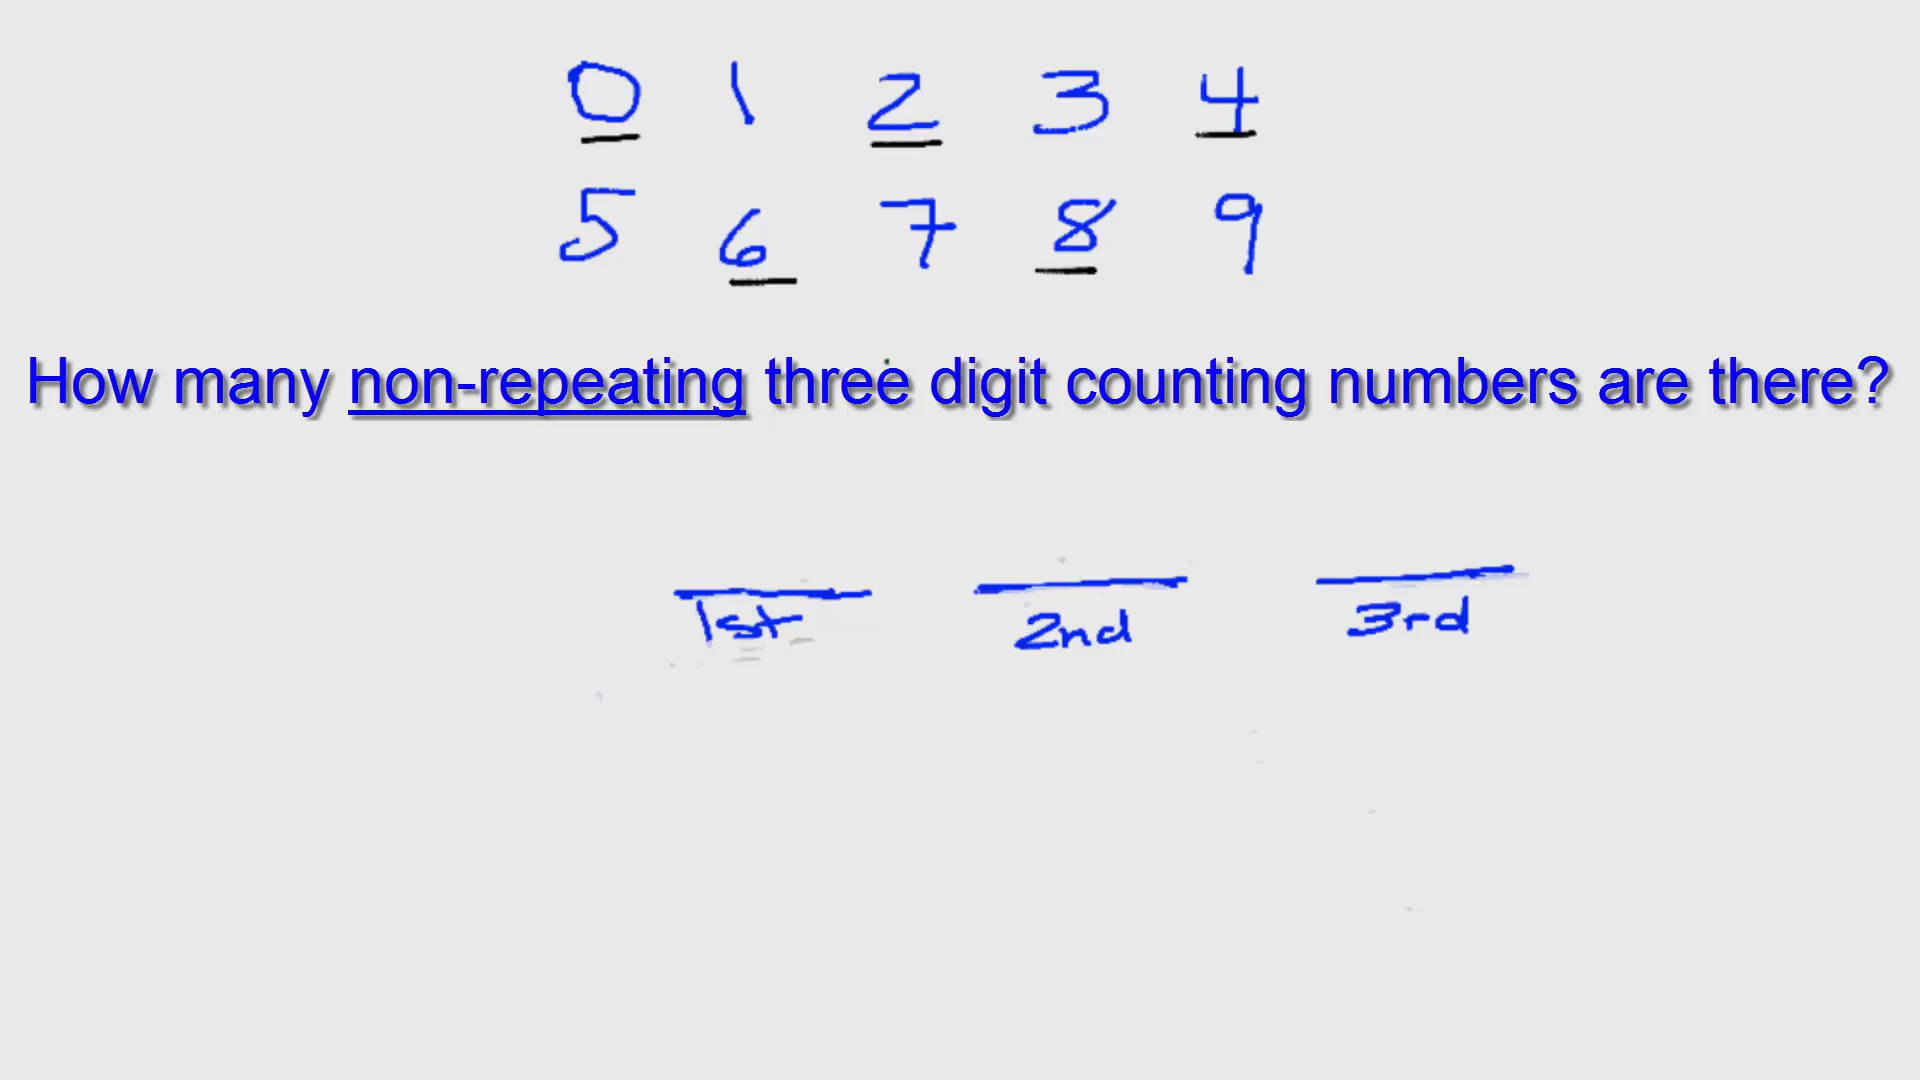 0 1 2 3 4
5 6 7 8 9
How many non-repeating three digit counting numbers are there?
1st 2nd 3rd